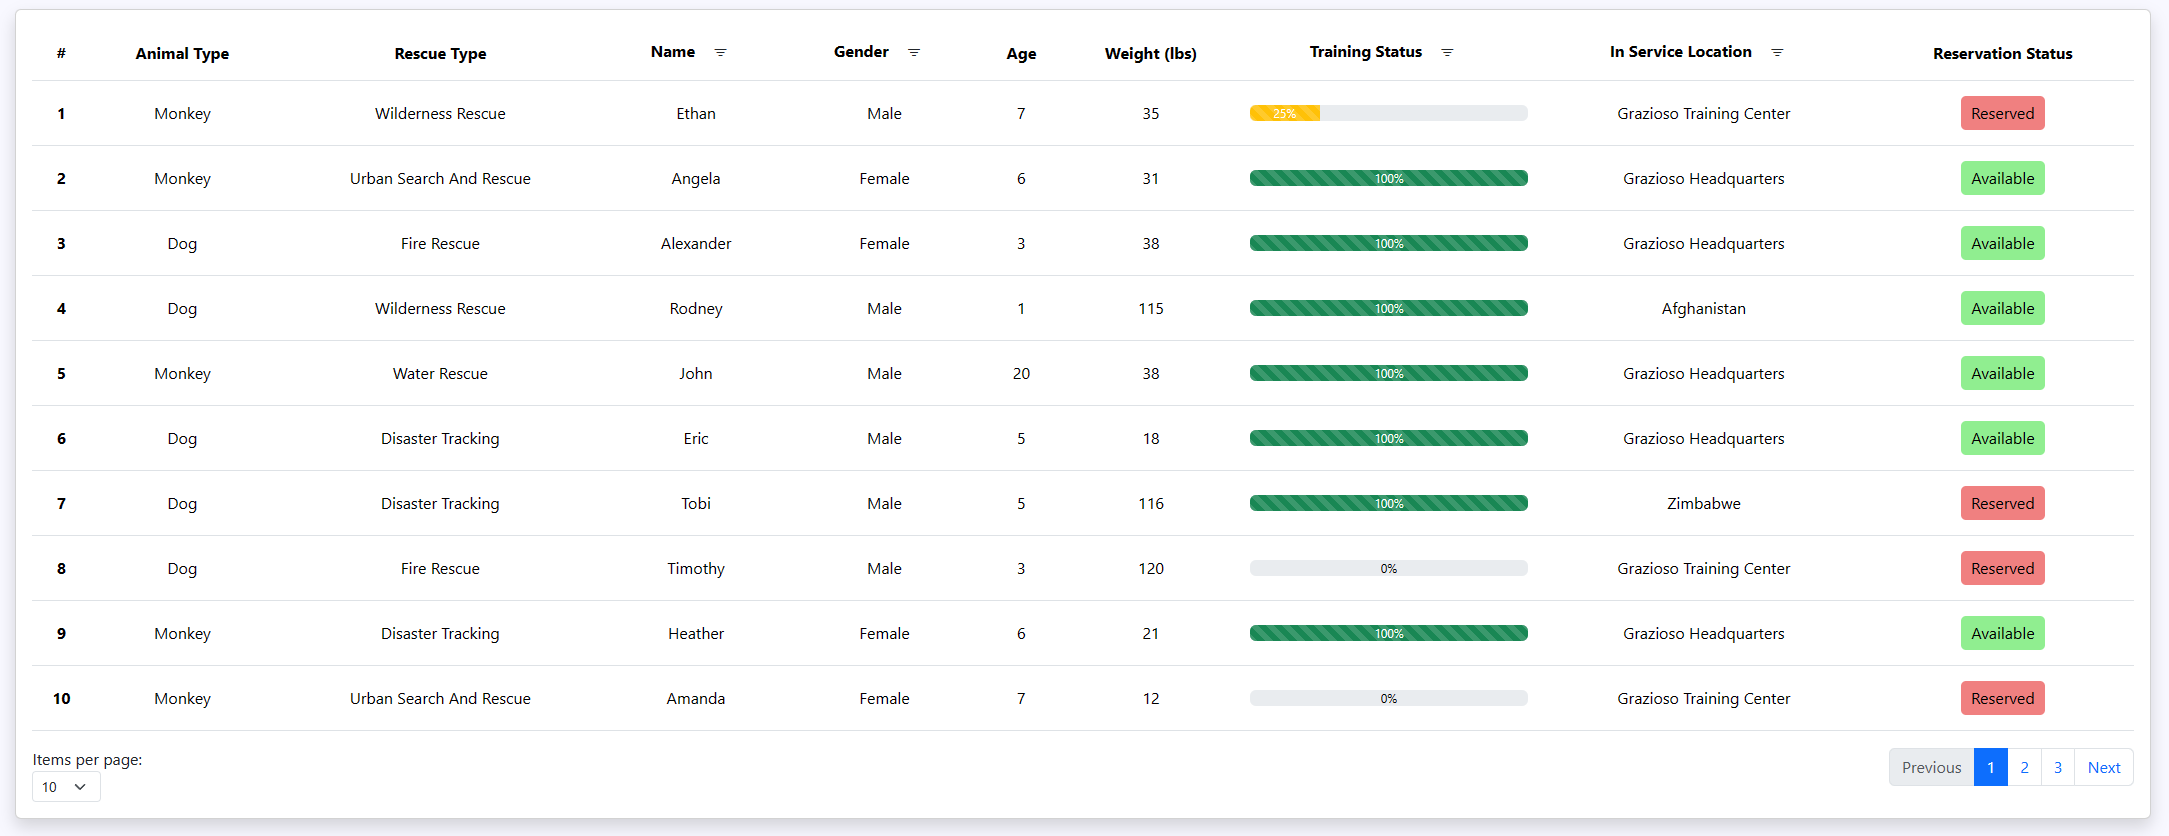 # Animal Type Rescue Type Name Gender Age Weight (lbs) Training Status In Service Location Reservation Status
1 Monkey Wilderness Rescue Ethan Male 7 35 25% Grazioso Training Center Reserved
2 Monkey Urban Search And Rescue Angela Female 6 31 100% Grazioso Headquarters Available
3 Dog Fire Rescue Alexander Female 3 38 100% Grazioso Headquarters Available
4 Dog Wilderness Rescue Rodney Male 1 115 100% Afghanistan Available
5 Monkey Water Rescue John Male 20 38 100% Grazioso Headquarters Available
6 Dog Disaster Tracking Eric Male 5 18 100% Grazioso Headquarters Available
7 Dog Disaster Tracking Tobi Male 5 116 100% Zimbabwe Reserved
8 Dog Fire Rescue Timothy Male 3 120 0% Grazioso Training Center Reserved
9 Monkey Disaster Tracking Heather Female 6 21 100% Grazioso Headquarters Available
10 Monkey Urban Search And Rescue Amanda Female 7 12 0% Grazioso Training Center Reserved
Items per page:
10
Previous 1 2 3 Next